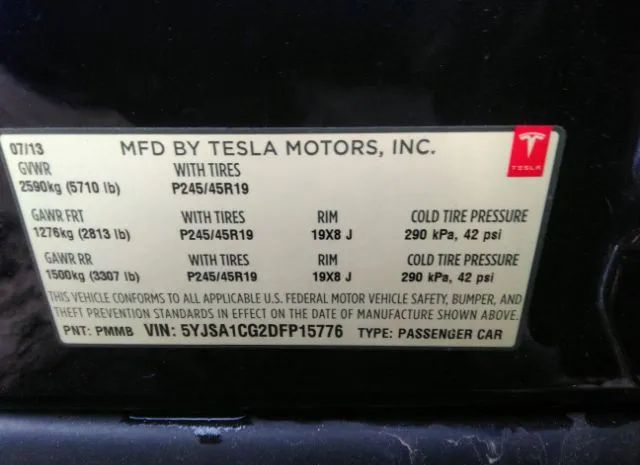 07/13 MFD BY TESLA MOTORS, INC.
TESLA
GVWR WITH TIRES
2590kg (5710 lb) P245/45R19
GAWR FRT WITH TIRES RIM COLD TIRE PRESSURE
1276kg (2813 lb) P245/45R19 19X8 J 290 kPa, 42 psi
GAWR RR WITH TIRES RIM COLD TIRE PRESSURE
1500kg (3307 lb) P245/45R19 19X8 J 290 kPa, 42 psi
THIS VEHICLE CONFORMS TO ALL APPLICABLE U.S. FEDERAL MOTOR VEHICLE SAFETY, BUMPER, AND
THEFT PREVENTION STANDARDS IN EFFECT ON THE DATE OF MANUFACTURE SHOWN ABOVE.
PNT: PMMB VIN: 5YJSA1CG2DFP15776 TYPE: PASSENGER CAR